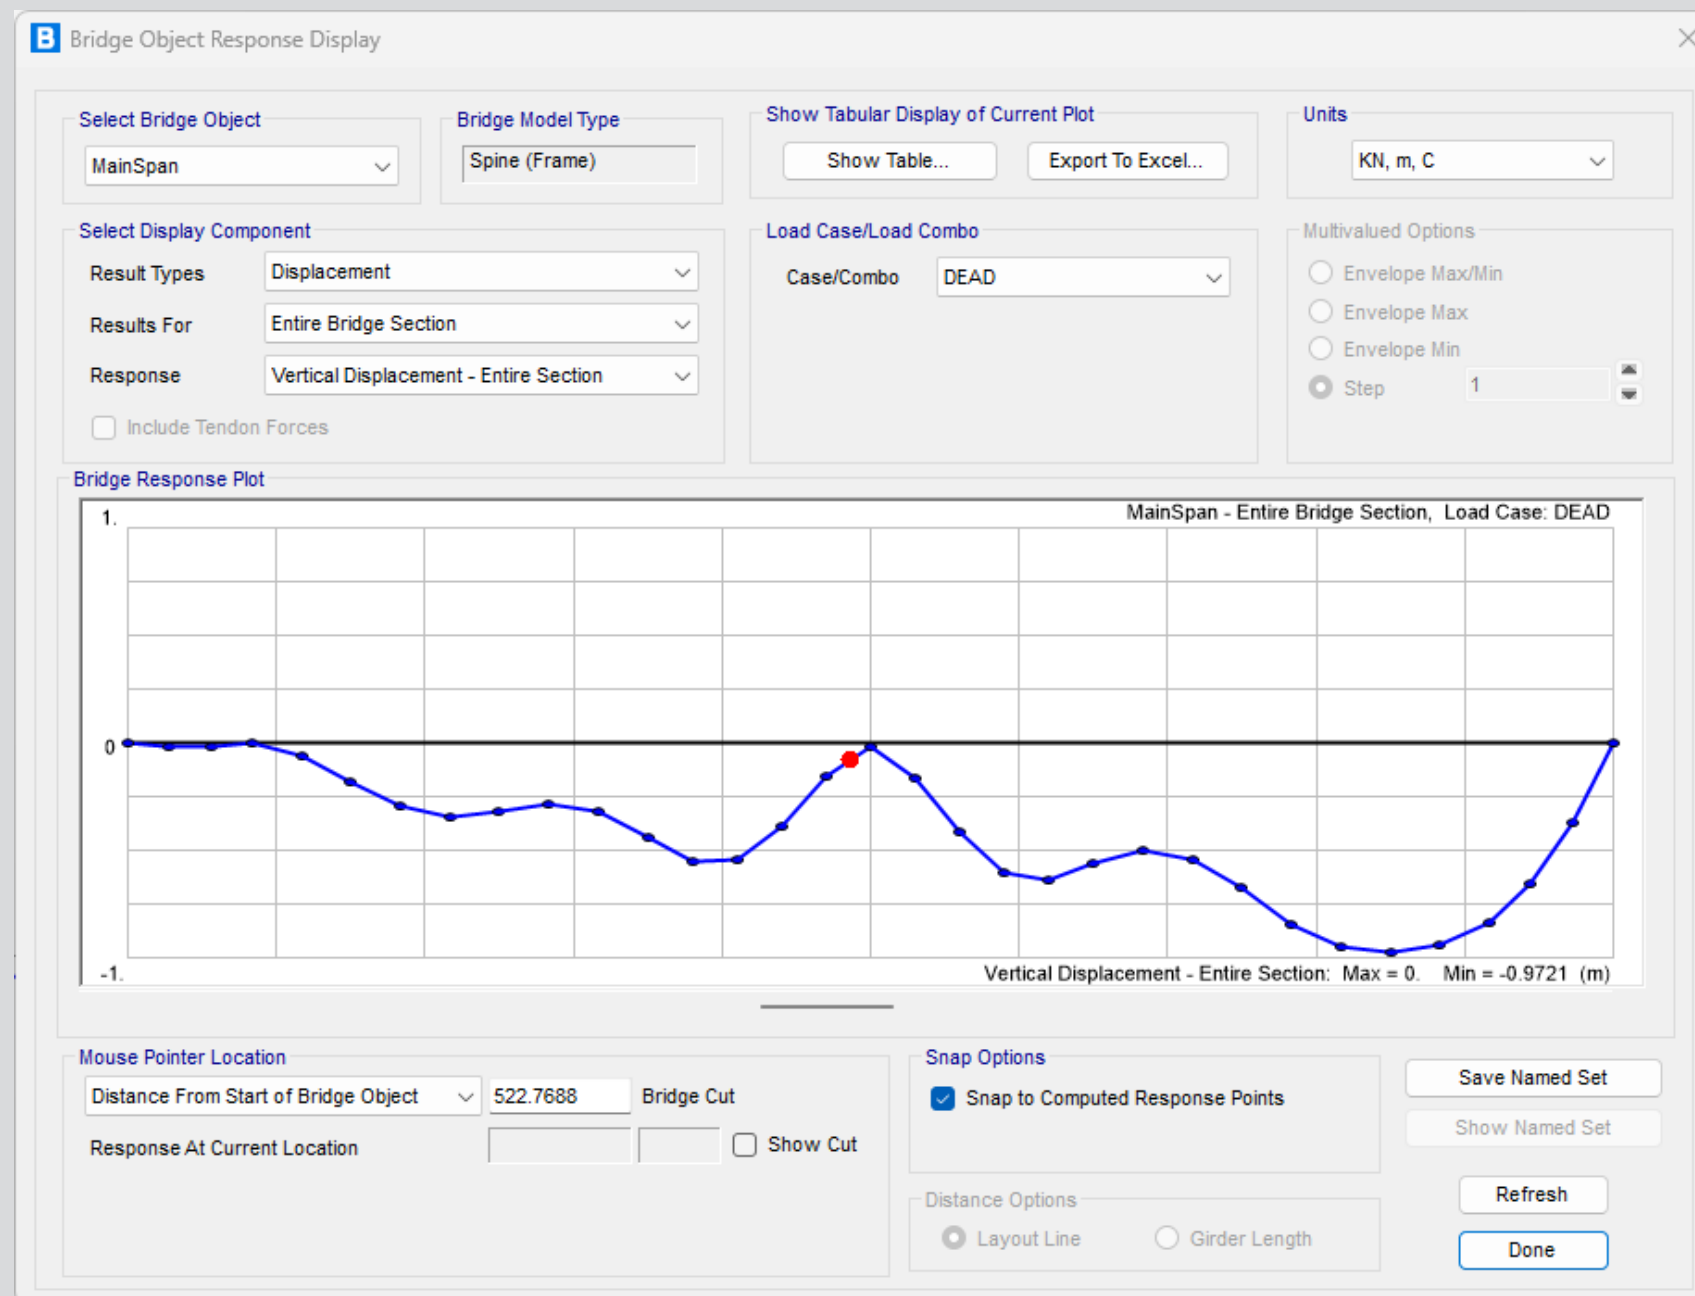 B Bridge Object Response Display
Select Bridge Object
MainSpan
Bridge Model Type
Spine (Frame)
Show Tabular Display of Current Plot
Show Table...
Export To Excel...
Units
KN, m, C
Select Display Component
Result Types
Displacement
Results For
Entire Bridge Section
Response
Vertical Displacement - Entire Section
Include Tendon Forces
Load Case/Load Combo
Case/Combo
DEAD
Multivalued Options
Envelope Max/Min
Envelope Max
Envelope Min
Step
1
Bridge Response Plot
MainSpan - Entire Bridge Section, Load Case: DEAD
1.
0
-1.
Vertical Displacement - Entire Section: Max = 0. Min = -0.9721 (m)
Mouse Pointer Location
Distance From Start of Bridge Object
522.7688
Bridge Cut
Response At Current Location
Show Cut
Snap Options
Snap to Computed Response Points
Distance Options
Layout Line
Girder Length
Save Named Set
Show Named Set
Refresh
Done